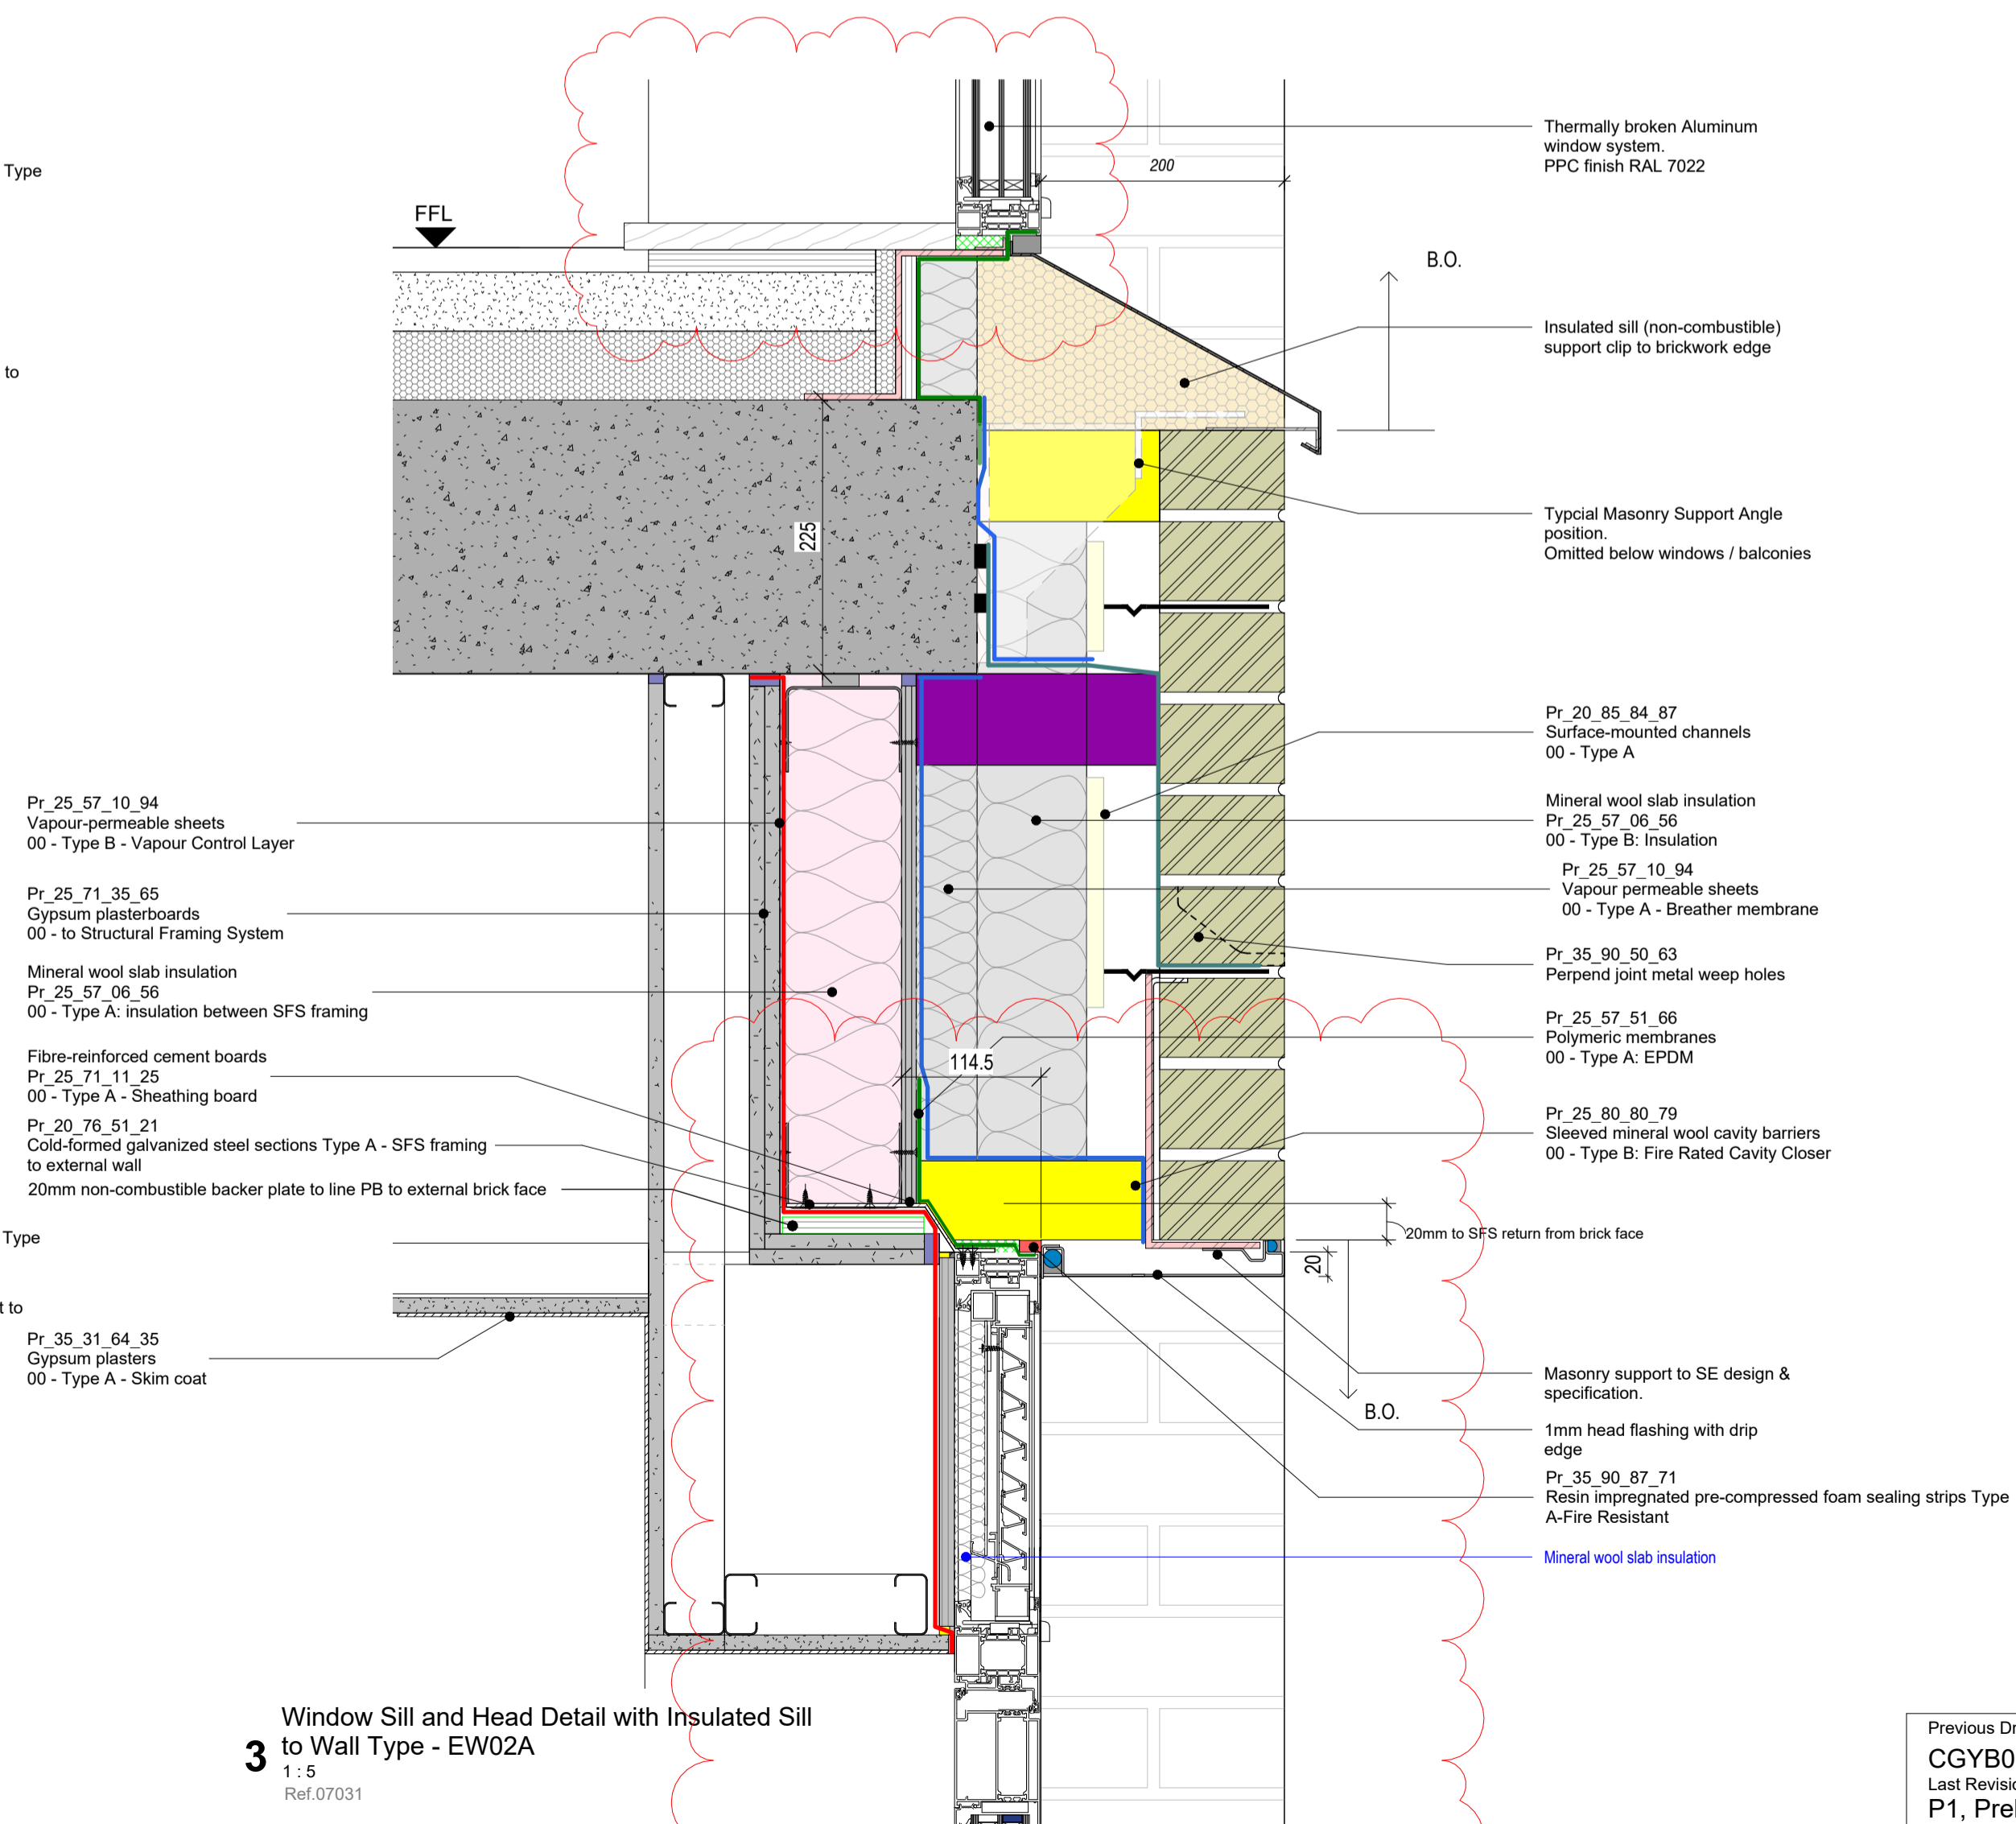 Type
to
Type
t to
FFL
200
B.O.
225
114.5
20
B.O.
Pr_25_57_10_94
Vapour-permeable sheets
00 - Type B - Vapour Control Layer
Pr_25_71_35_65
Gypsum plasterboards
00 - to Structural Framing System
Mineral wool slab insulation
Pr_25_57_06_56
00 - Type A: insulation between SFS framing
Fibre-reinforced cement boards
Pr_25_71_11_25
00 - Type A - Sheathing board
Pr_20_76_51_21
Cold-formed galvanized steel sections Type A - SFS framing
to external wall
20mm non-combustible backer plate to line PB to external brick face
Pr_35_31_64_35
Gypsum plasters
00 - Type A - Skim coat
Thermally broken Aluminum
window system.
PPC finish RAL 7022
Insulated sill (non-combustible)
support clip to brickwork edge
Typcial Masonry Support Angle
position.
Omitted below windows / balconies
Pr_20_85_84_87
Surface-mounted channels
00 - Type A
Mineral wool slab insulation
Pr_25_57_06_56
00 - Type B: Insulation
Pr_25_57_10_94
Vapour permeable sheets
00 - Type A - Breather membrane
Pr_35_90_50_63
Perpend joint metal weep holes
Pr_25_57_51_66
Polymeric membranes
00 - Type A: EPDM
Pr_25_80_80_79
Sleeved mineral wool cavity barriers
00 - Type B: Fire Rated Cavity Closer
20mm to SFS return from brick face
Masonry support to SE design &
specification.
1mm head flashing with drip
edge
Pr_35_90_87_71
Resin impregnated pre-compressed foam sealing strips Type
A-Fire Resistant
Mineral wool slab insulation
3
Window Sill and Head Detail with Insulated Sill
to Wall Type - EW02A
1 : 5
Ref.07031
Previous Dr
CGYB0
Last Revisio
P1, Prel